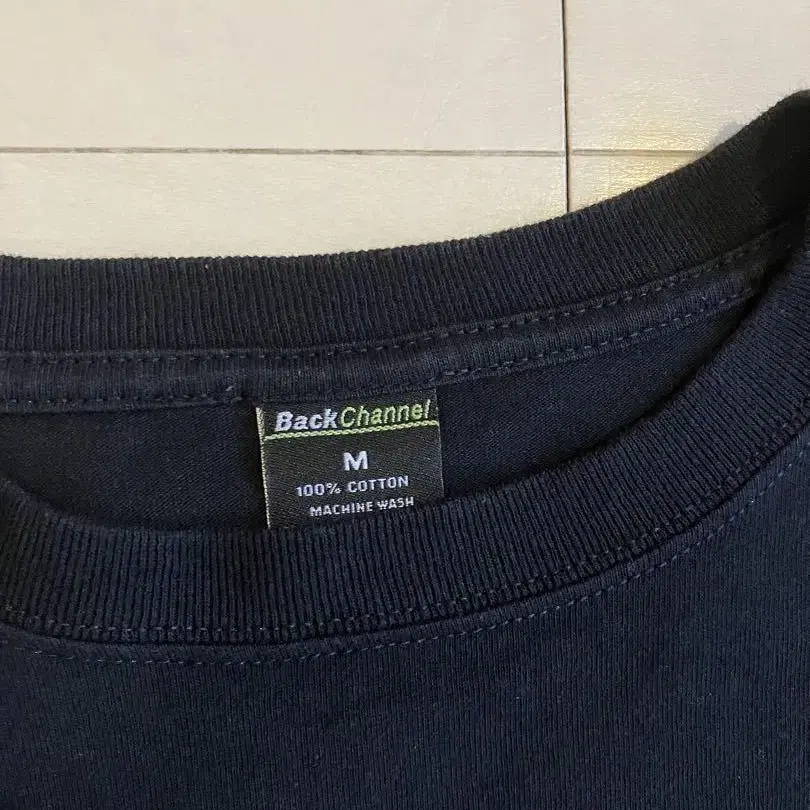 BackChannel
M
100% COTTON
MACHINE WASH